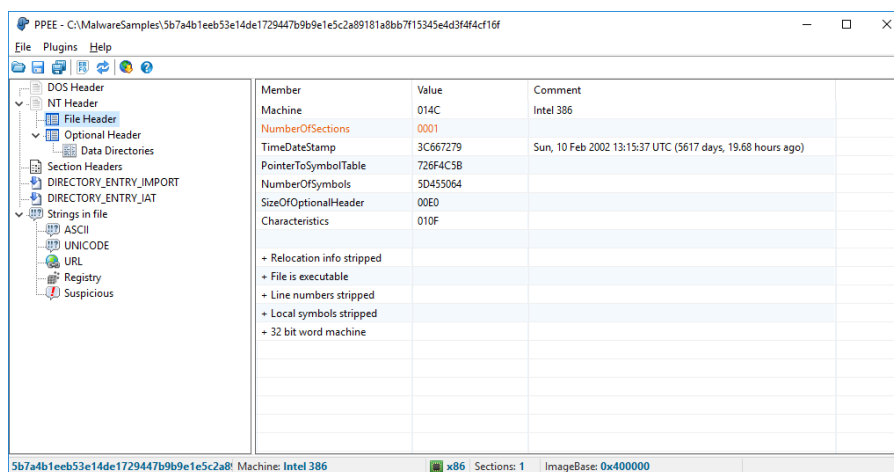 PPEE - C:\MalwareSamples\5b7a4b1eeb53e14de1729447b9b9e1e5c2a89181a8bb7f15345e4d3f4f4cf16f
File Plugins Help
DOS Header
NT Header
File Header
Optional Header
Data Directories
Section Headers
DIRECTORY_ENTRY_IMPORT
DIRECTORY_ENTRY_IAT
Strings in file
ASCII
UNICODE
URL
Registry
Suspicious
Member Value Comment
Machine 014C Intel 386
NumberOfSections 0001
TimeDateStamp 3C667279 Sun, 10 Feb 2002 13:15:37 UTC (5617 days, 19.68 hours ago)
PointerToSymbolTable 726F4C5B
NumberOfSymbols 5D455064
SizeOfOptionalHeader 00E0
Characteristics 010F
+ Relocation info stripped
+ File is executable
+ Line numbers stripped
+ Local symbols stripped
+ 32 bit word machine
5b7a4b1eeb53e14de1729447b9b9e1e5c2a8 Machine: Intel 386 x86 Sections: 1 ImageBase: 0x400000